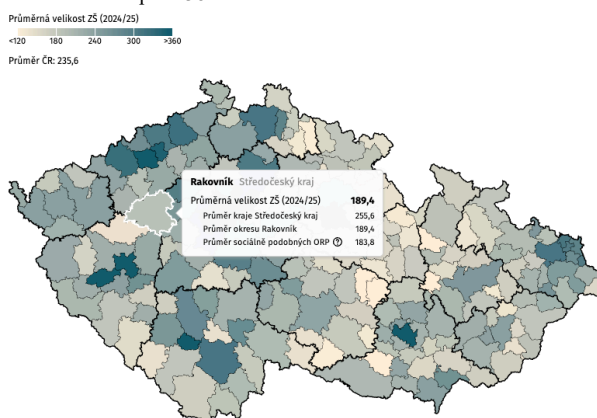 Průměrná velikost ZŠ (2024/25)
<120 180 240 300 >360
Průměr ČR: 235,6
Rakovník Středočeský kraj
Průměrná velikost ZŠ (2024/25) 189,4
Průměr kraje Středočeský kraj 255,6
Průměr okresu Rakovník 189,4
Průměr sociálně podobných ORP ? 183,8